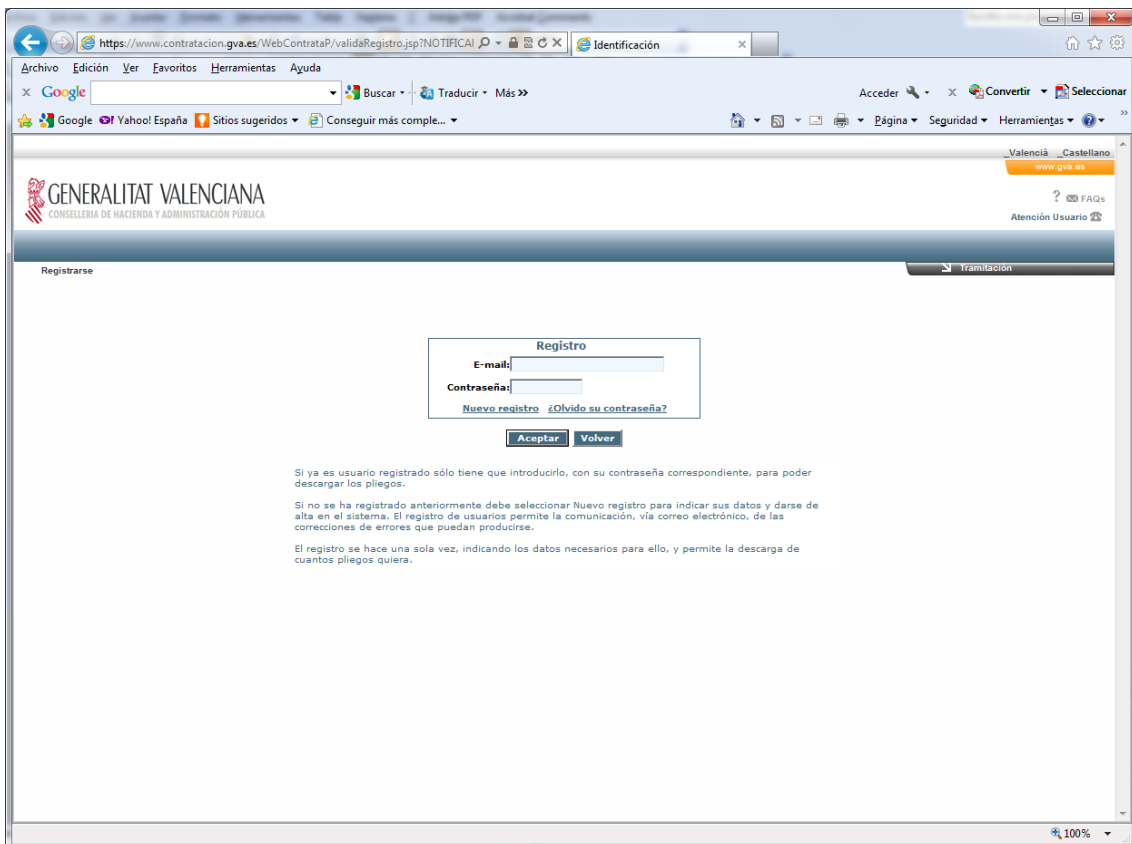 https://www.contratacion.gva.es/WebContrataP/validaRegistro.jsp?NOTIFICAI
Identificación
Archivo Edición Ver Favoritos Herramientas Ayuda
x Google Buscar Traducir Más >> Acceder x Convertir Seleccionar
Google Yahoo! España Sitios sugeridos Conseguir más comple... Página Seguridad Herramientas >>
_Valencià _Castellano
www.gva.es
GENERALITAT VALENCIANA
CONSELLERIA DE HACIENDA Y ADMINISTRACIÓN PÚBLICA
? FAQs
Atención Usuario
Registrarse
Tramitación
Registro
E-mail:
Contraseña:
Nuevo registro ¿Olvido su contraseña?
Aceptar Volver
Si ya es usuario registrado sólo tiene que introducirlo, con su contraseña correspondiente, para poder
descargar los pliegos.
Si no se ha registrado anteriormente debe seleccionar Nuevo registro para indicar sus datos y darse de
alta en el sistema. El registro de usuarios permite la comunicación, vía correo electrónico, de las
correcciones de errores que puedan producirse.
El registro se hace una sola vez, indicando los datos necesarios para ello, y permite la descarga de
cuantos pliegos quiera.
100%